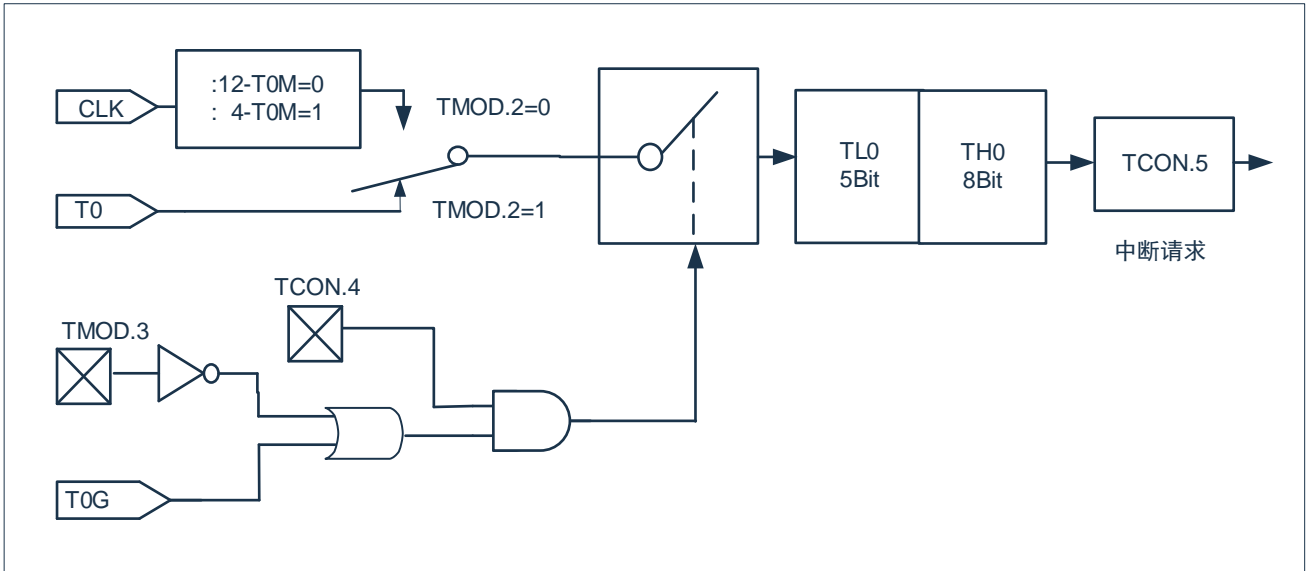 CLK
:12-T0M=0
: 4-T0M=1
TMOD.2=0
T0
TMOD.2=1
TL0
5Bit
TH0
8Bit
TCON.5
中断请求
TCON.4
TMOD.3
T0G